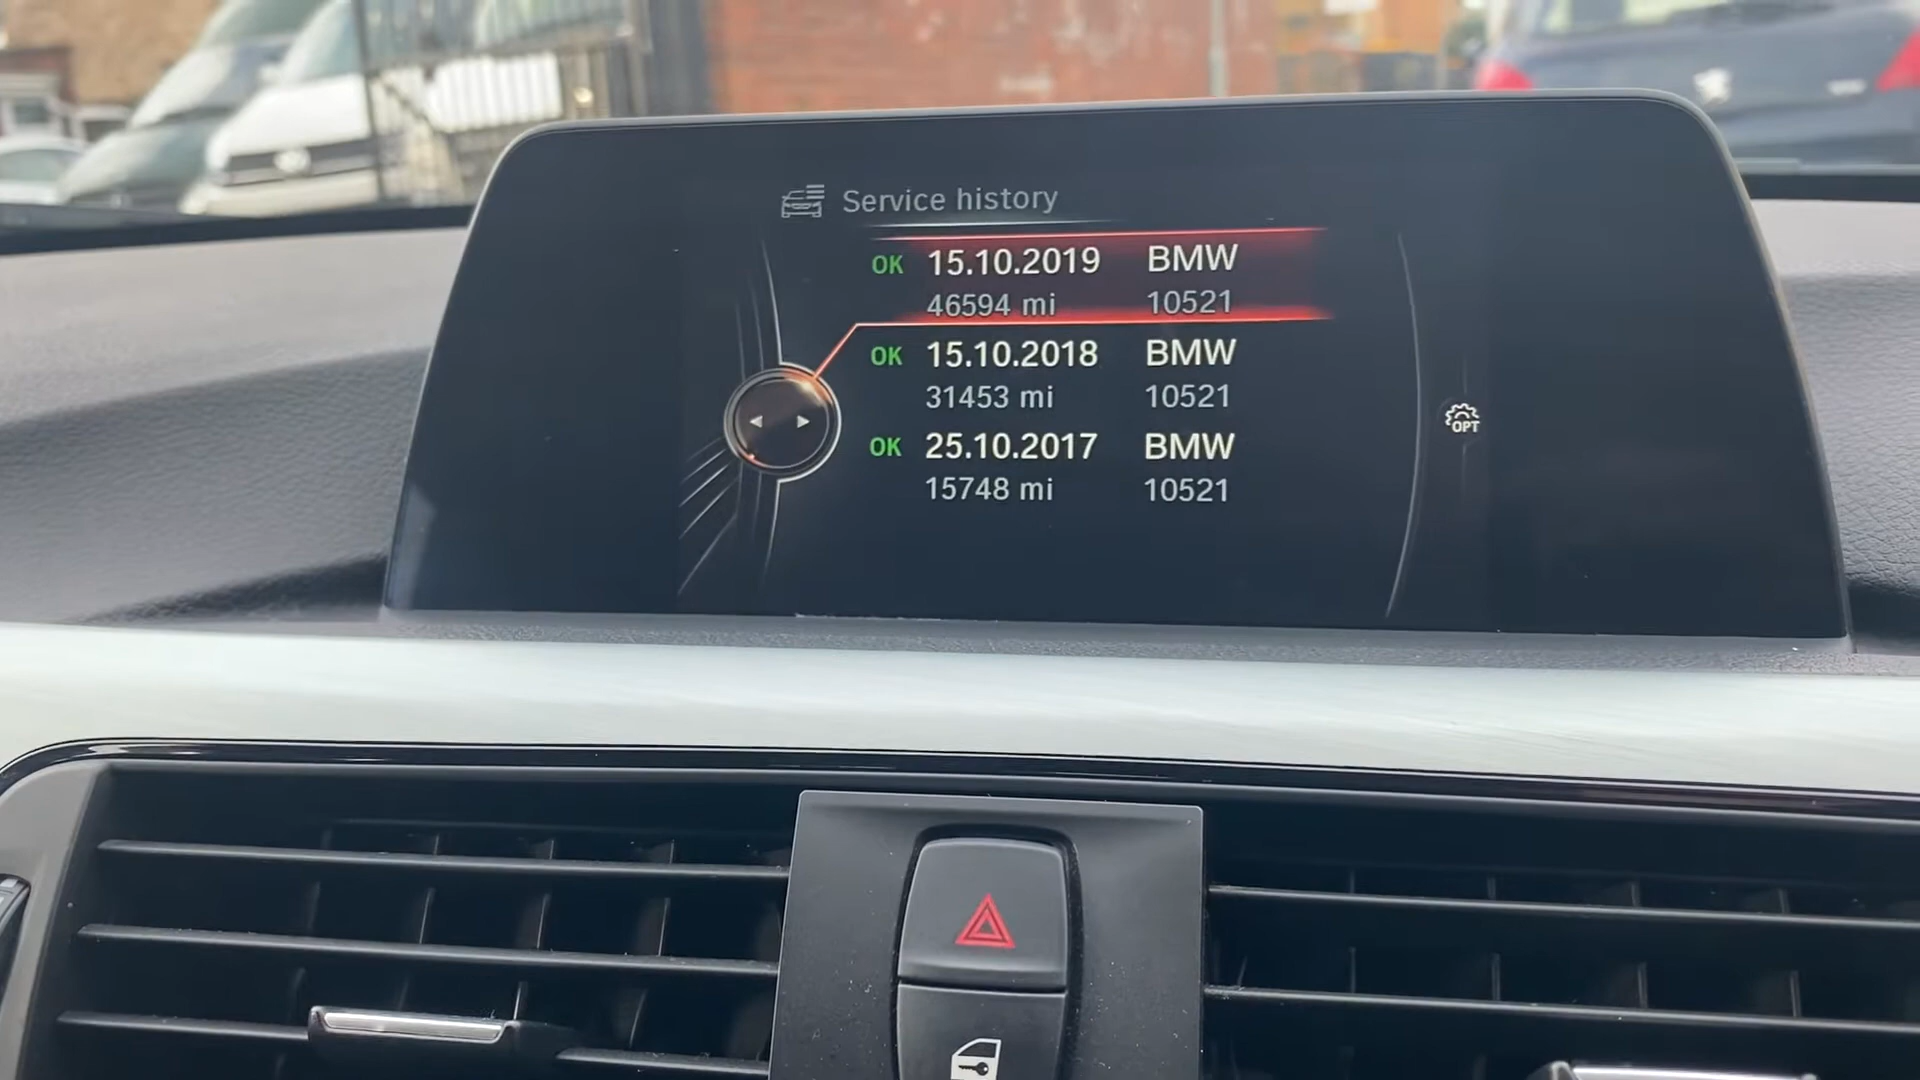 Service history
OK 15.10.2019 BMW
46594 mi 10521
OK 15.10.2018 BMW
31453 mi 10521
OK 25.10.2017 BMW
15748 mi 10521
OPT